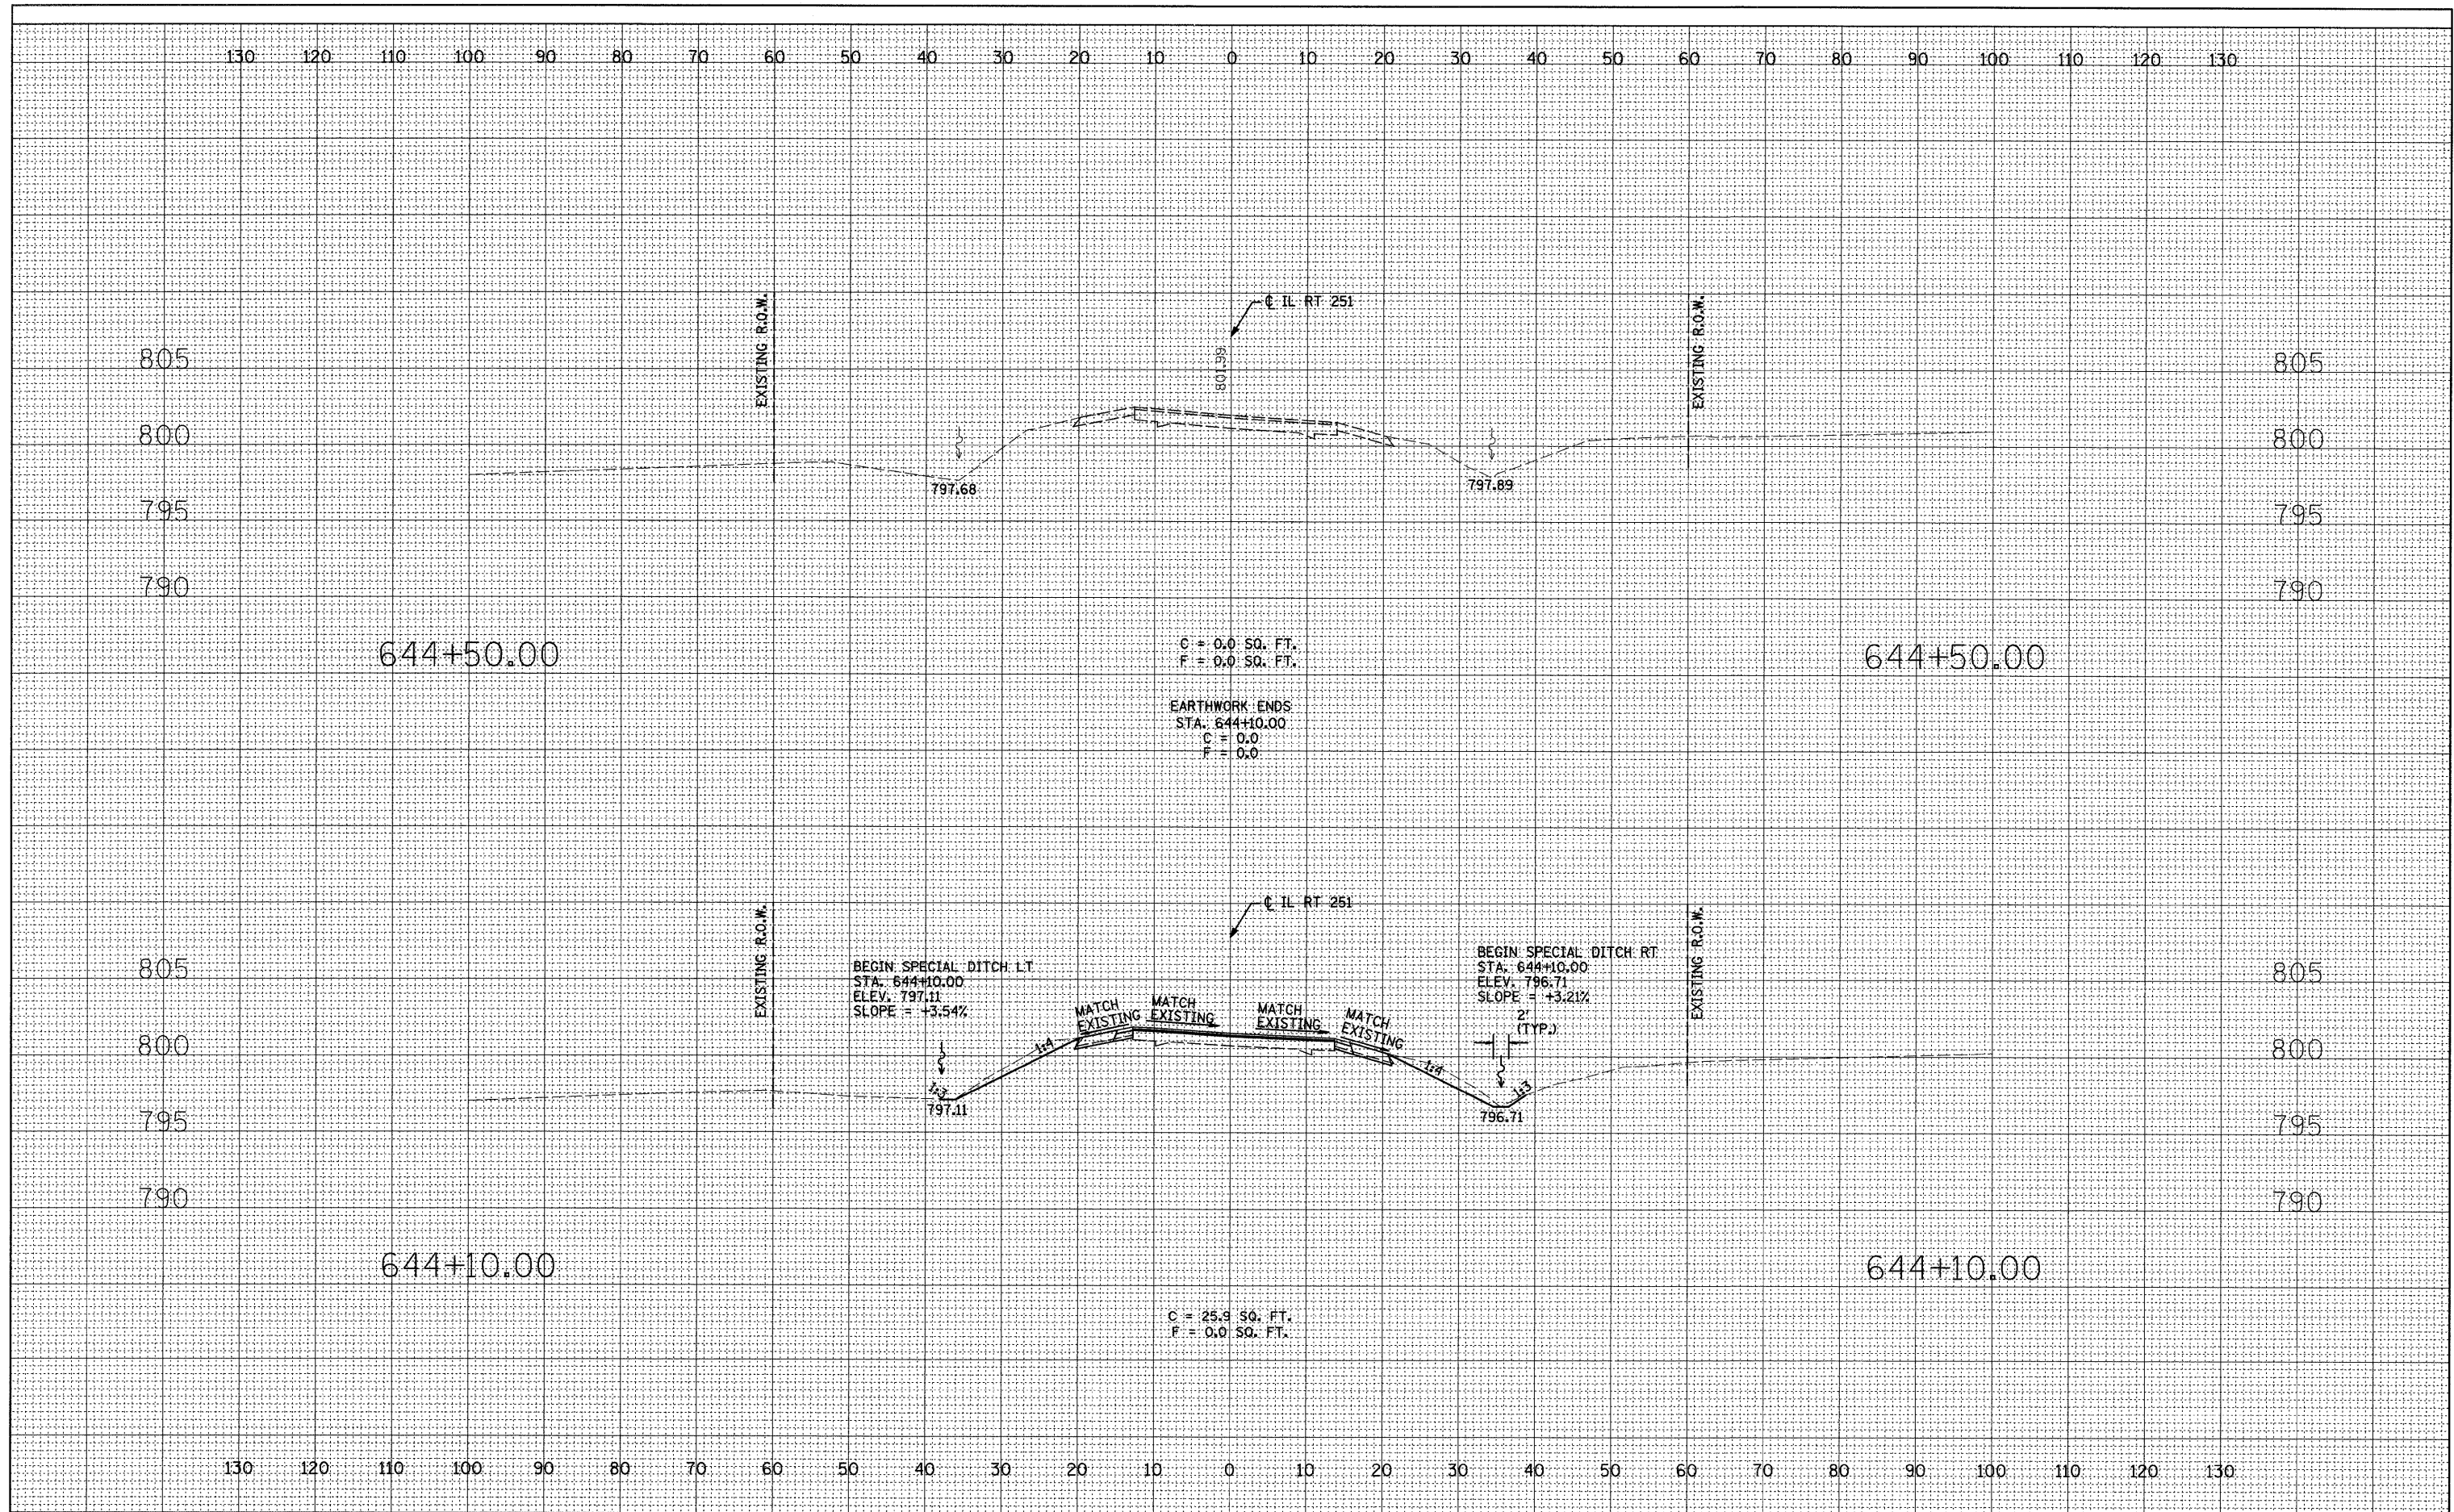 130 120 110 100 90 80 70 60 50 40 30 20 10 0 10 20 30 40 50 60 70 80 90 100 110 120 130
℄ IL RT 251
EXISTING R.O.W.
EXISTING R.O.W.
801.99
805
805
800
800
797.68
797.89
795
795
790
790
644+50.00
C = 0.0 SQ. FT.
F = 0.0 SQ. FT.
644+50.00
EARTHWORK ENDS
STA. 644+10.00
C = 0.0
F = 0.0
℄ IL RT 251
EXISTING R.O.W.
EXISTING R.O.W.
BEGIN SPECIAL DITCH LT
STA. 644+10.00
ELEV. 797.11
SLOPE = +3.54%
BEGIN SPECIAL DITCH RT
STA. 644+10.00
ELEV. 796.71
SLOPE = +3.21%
2'
(TYP.)
805
805
MATCH
EXISTING
MATCH
EXISTING
MATCH
EXISTING
MATCH
EXISTING
800
800
1:4
1:4
1:3
1:3
797.11
796.71
795
795
790
790
644+10.00
644+10.00
C = 25.9 SQ. FT.
F = 0.0 SQ. FT.
130 120 110 100 90 80 70 60 50 40 30 20 10 0 10 20 30 40 50 60 70 80 90 100 110 120 130